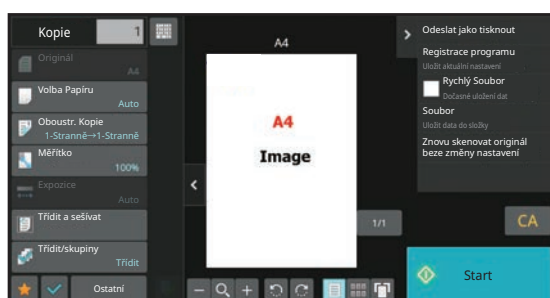 Kopie
1
Originál
A4
Volba Papíru
Auto
Oboustr. Kopie
1-Stranně→1-Stranně
Měřítko
100%
Expozice
Auto
Třídit a sešívat
Třídit/skupiny
Třídit
Ostatní
A4
A4
Image
1/1
Odeslat jako tisknout
Registrace programu
Uložit aktuální nastavení
Rychlý Soubor
Dočasné uložení dat
Soubor
Uložit data do složky
Znovu skenovat originál
beze změny nastavení
CA
Start